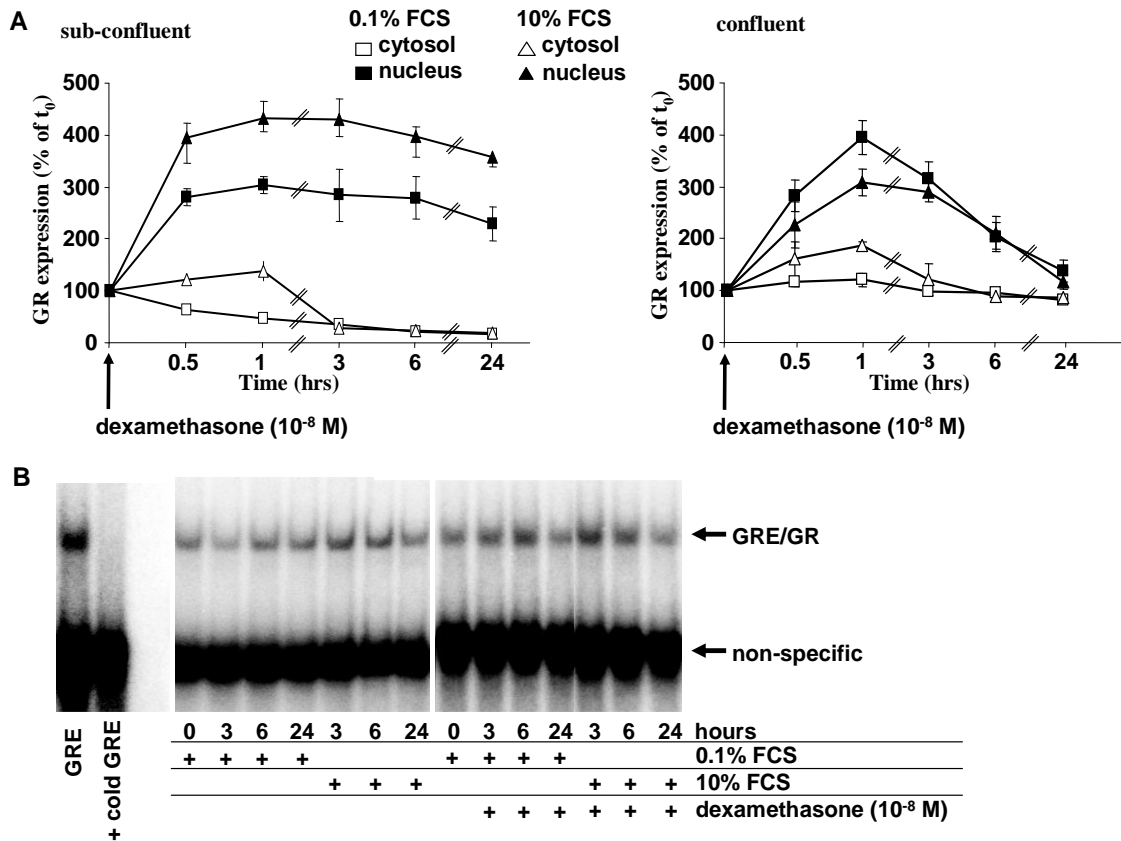 A
sub-confluent
0.1% FCS
cytosol
nucleus
10% FCS
cytosol
nucleus
confluent
GR expression (% of t0)
500
400
300
200
100
0
0.5 1 3 6 24
Time (hrs)
dexamethasone (10-8 M)
GR expression (% of t0)
500
400
300
200
100
0
0.5 1 3 6 24
Time (hrs)
dexamethasone (10-8 M)
B
GRE/GR
non-specific
GRE
+ cold GRE
0 3 6 24 3 6 24 0 3 6 24 3 6 24 hours
+ + + + + + + + 0.1% FCS
+ + + + + + 10% FCS
+ + + + + + dexamethasone (10-8 M)